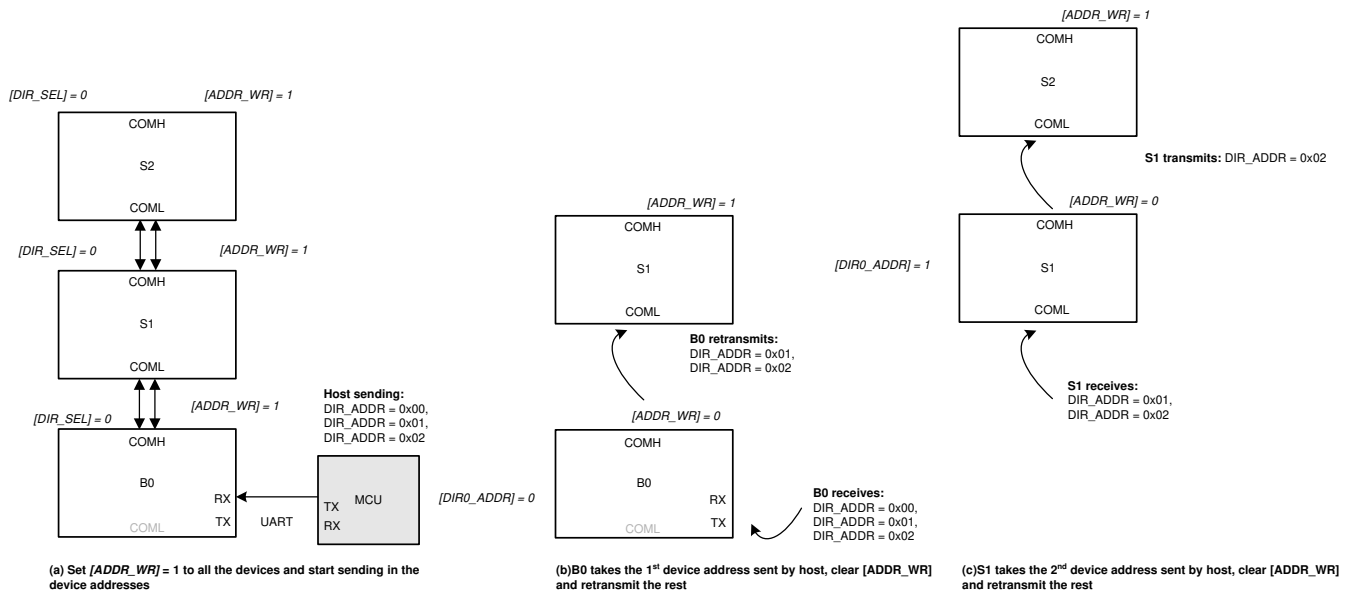 [DIR_SEL] = 0
[ADDR_WR] = 1
COMH
S2
COML
[DIR_SEL] = 0
[ADDR_WR] = 1
COMH
S1
COML
[DIR_SEL] = 0
[ADDR_WR] = 1
COMH
B0
RX
TX
COML
UART
Host sending:
DIR_ADDR = 0x00,
DIR_ADDR = 0x01,
DIR_ADDR = 0x02
MCU
TX
RX
(a) Set [ADDR_WR] = 1 to all the devices and start sending in the
device addresses
[ADDR_WR] = 1
COMH
S1
COML
B0 retransmits:
DIR_ADDR = 0x01,
DIR_ADDR = 0x02
[ADDR_WR] = 0
COMH
[DIR0_ADDR] = 0
B0
RX
TX
COML
B0 receives:
DIR_ADDR = 0x00,
DIR_ADDR = 0x01,
DIR_ADDR = 0x02
(b)B0 takes the 1st device address sent by host, clear [ADDR_WR]
and retransmit the rest
[ADDR_WR] = 1
COMH
S2
COML
S1 transmits: DIR_ADDR = 0x02
[ADDR_WR] = 0
COMH
[DIR0_ADDR] = 1
S1
COML
S1 receives:
DIR_ADDR = 0x01,
DIR_ADDR = 0x02
(c)S1 takes the 2nd device address sent by host, clear [ADDR_WR]
and retransmit the rest